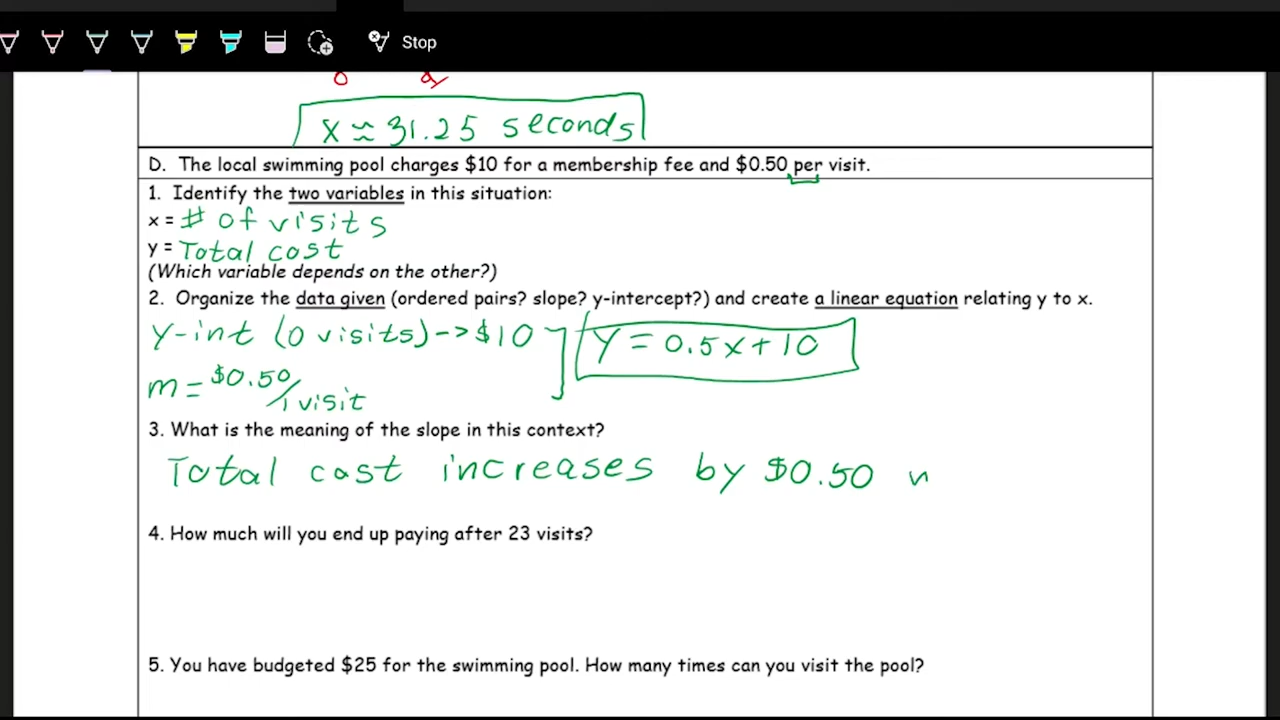 Stop
x ≈ 31.25 seconds
D. The local swimming pool charges $10 for a membership fee and $0.50 per visit.
1. Identify the two variables in this situation:
x = # of visits
y = Total cost
(Which variable depends on the other?)
2. Organize the data given (ordered pairs? slope? y-intercept?) and create a linear equation relating y to x.
y-int (0 visits) -> $10 y = 0.5x + 10
m = $0.50/1 visit
3. What is the meaning of the slope in this context?
Total cost increases by $0.50
4. How much will you end up paying after 23 visits?
5. You have budgeted $25 for the swimming pool. How many times can you visit the pool?